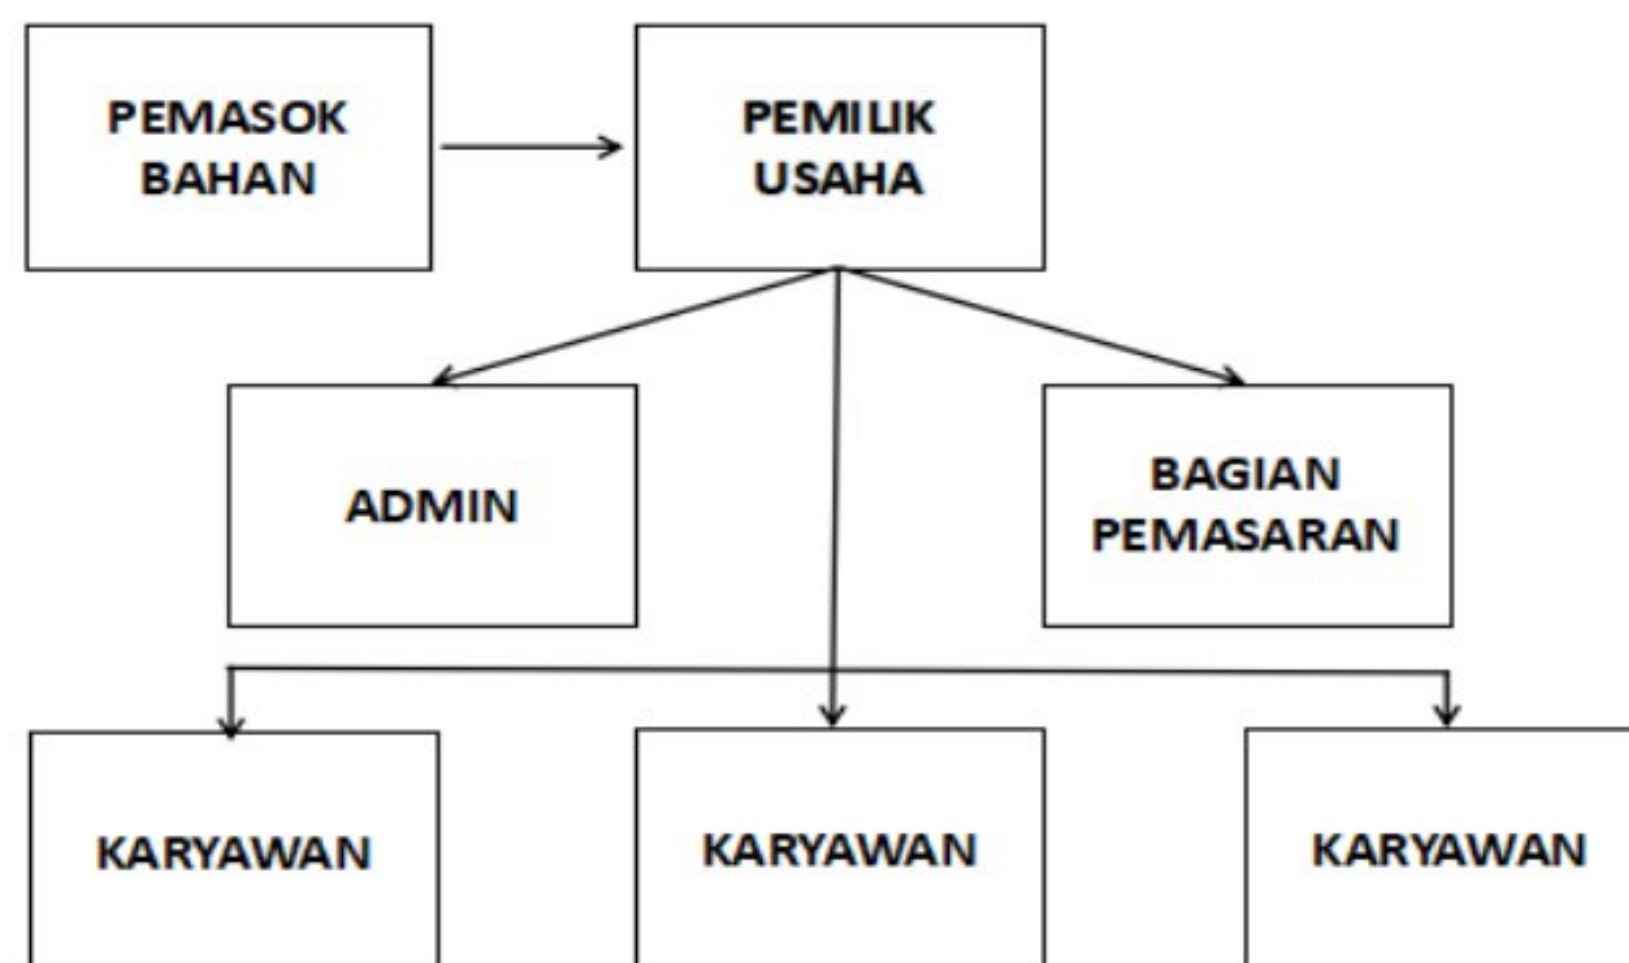 PEMASOK
BAHAN
PEMILIK
USAHA
ADMIN
BAGIAN
PEMASARAN
KARYAWAN
KARYAWAN
KARYAWAN